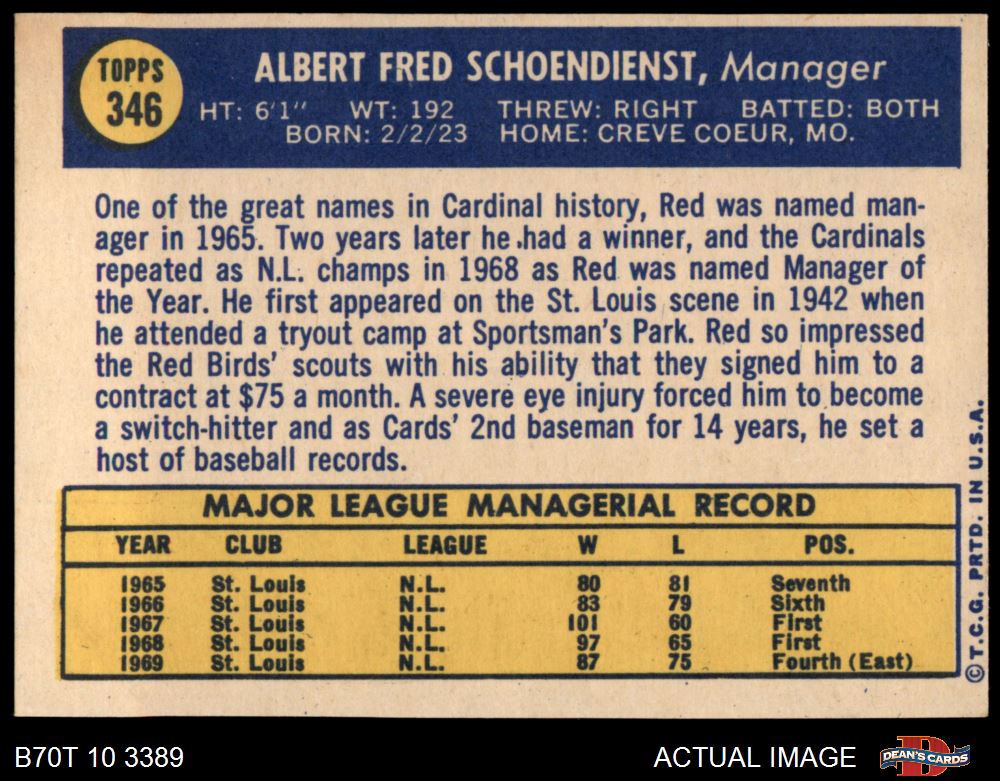 TOPPS
346
ALBERT FRED SCHOENDIENST, Manager
HT: 6'1" WT: 192 THREW: RIGHT BATTED: BOTH
BORN: 2/2/23 HOME: CREVE COEUR, MO.
One of the great names in Cardinal history, Red was named man-
ager in 1965. Two years later he had a winner, and the Cardinals
repeated as N.L. champs in 1968 as Red was named Manager of
the Year. He first appeared on the St. Louis scene in 1942 when
he attended a tryout camp at Sportsman's Park. Red so impressed
the Red Birds' scouts with his ability that they signed him to a
contract at $75 a month. A severe eye injury forced him to become
a switch-hitter and as Cards' 2nd baseman for 14 years, he set a
host of baseball records.
MAJOR LEAGUE MANAGERIAL RECORD
YEAR CLUB LEAGUE W L POS.
1965 St. Louis N.L. 80 81 Seventh
1966 St. Louis N.L. 83 79 Sixth
1967 St. Louis N.L. 101 60 First
1968 St. Louis N.L. 97 65 First
1969 St. Louis N.L. 87 75 Fourth (East)
© T.C.G. PRTD. IN U.S.A.
B70T 10 3389
ACTUAL IMAGE
DEAN'S CARDS